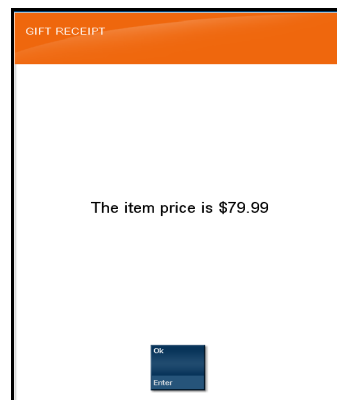 GIFT RECEIPT
The item price is $79.99
Ok
Enter